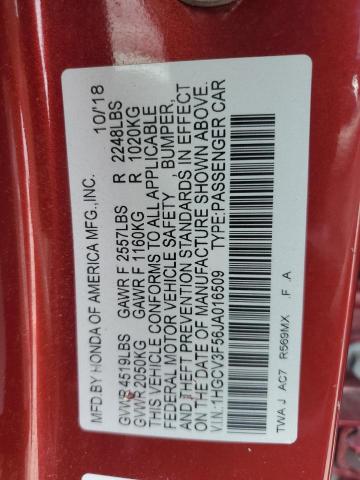 MFD.BY HONDA OF AMERICA MFG.,INC. 10/'18
GVWR 4519LBS GAWR F 2557LBS R 2248LBS
GVWR 2050KG GAWR F 1160KG R 1020KG
THIS VEHICLE CONFORMS TO ALL APPLICABLE
FEDERAL MOTOR VEHICLE SAFETY , BUMPER,
AND THEFT PREVENTION STANDARDS IN EFFECT
ON THE DATE OF MANUFACTURE SHOWN ABOVE.
V.I.N:1HGCV3F56JA016509 TYPE:PASSENGER CAR
TWA J AC7 R569MX .F .A